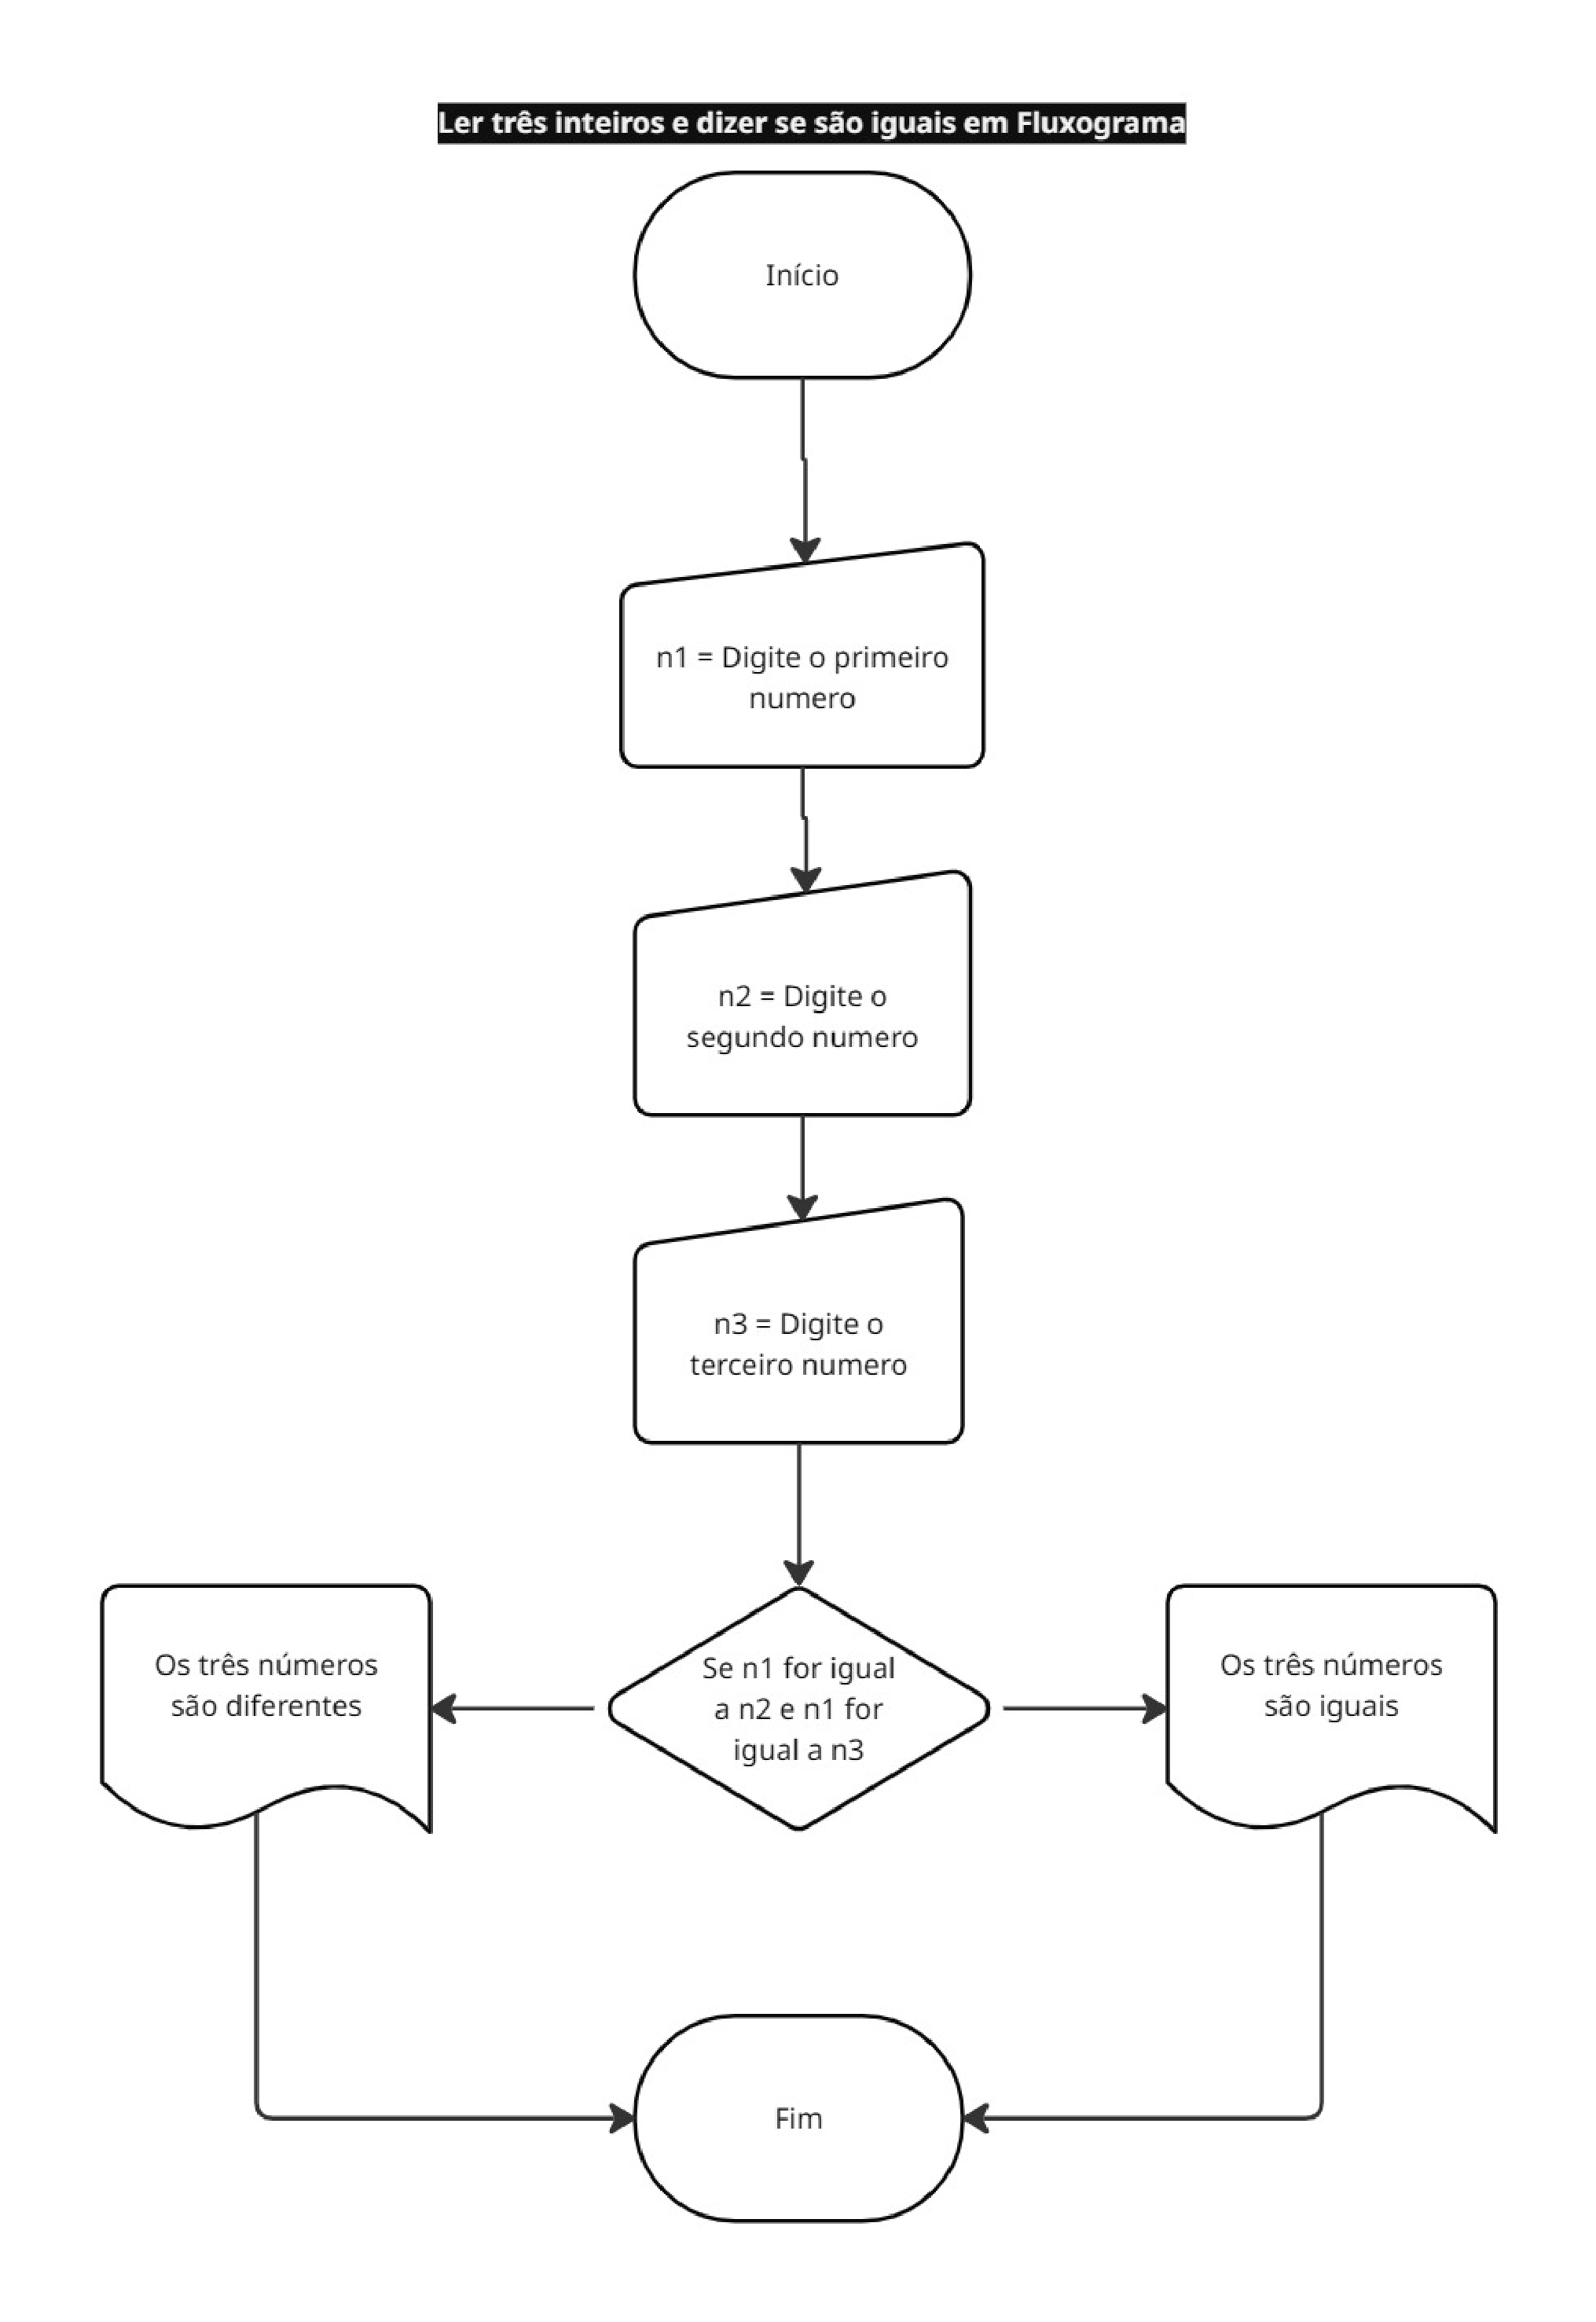 Ler três inteiros e dizer se são iguais em Fluxograma
Início
n1 = Digite o primeiro
numero
n2 = Digite o
segundo numero
n3 = Digite o
terceiro numero
Os três números
são diferentes
Se n1 for igual
a n2 e n1 for
igual a n3
Os três números
são iguais
Fim